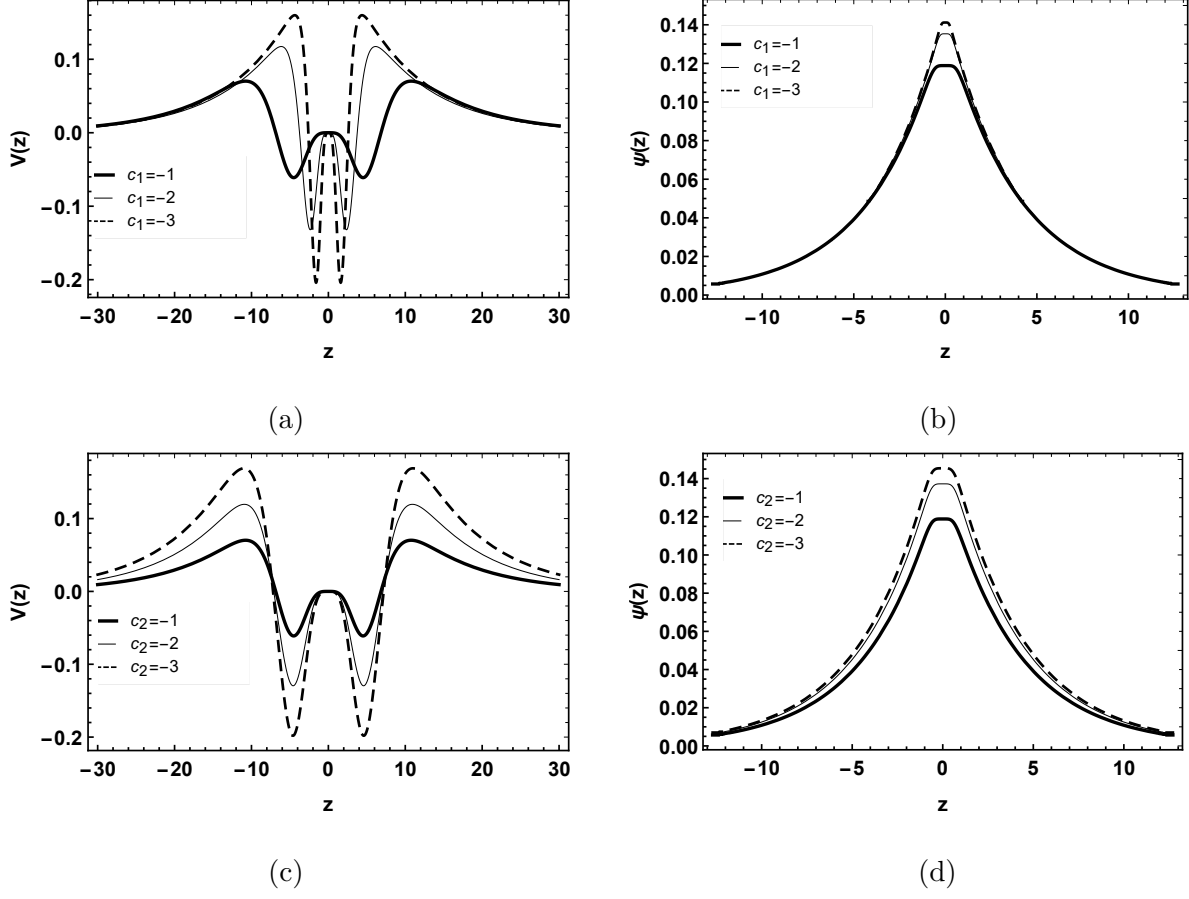 V(z)
0.1
0.0
−0.1
−0.2
c1=−1
c1=−2
c1=−3
−30 −20 −10 0 10 20 30
z
(a)
ψ(z)
0.14
0.12
0.10
0.08
0.06
0.04
0.02
0.00
c1=−1
c1=−2
c1=−3
−10 −5 0 5 10
z
(b)
V(z)
0.1
0.0
−0.1
−0.2
c2=−1
c2=−2
c2=−3
−30 −20 −10 0 10 20 30
z
(c)
ψ(z)
0.14
0.12
0.10
0.08
0.06
0.04
0.02
0.00
c2=−1
c2=−2
c2=−3
−10 −5 0 5 10
z
(d)